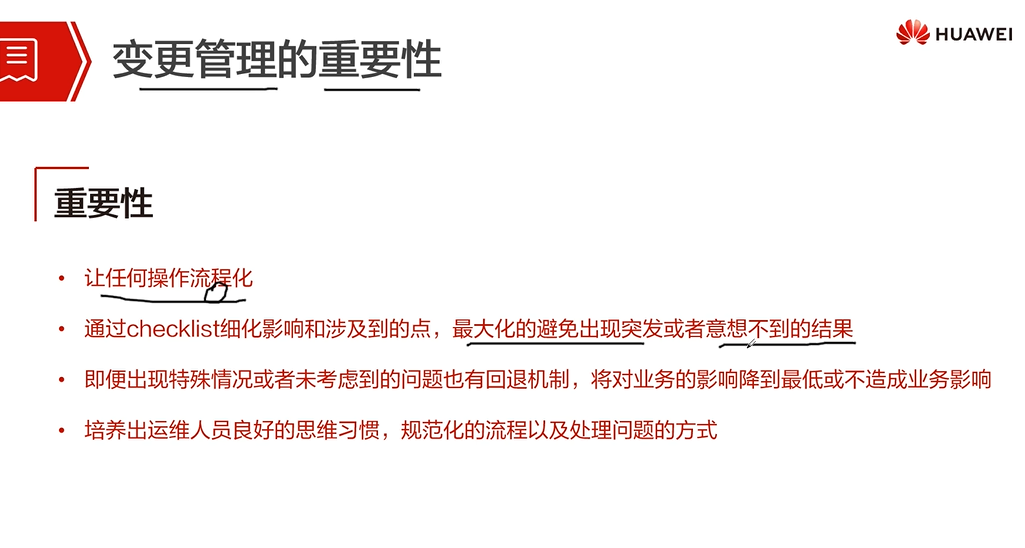 变更管理的重要性
HUAWEI
重要性
• 让任何操作流程化
• 通过checklist细化影响和涉及到的点，最大化的避免出现突发或者意想不到的结果
• 即便出现特殊情况或者未考虑到的问题也有回退机制，将对业务的影响降到最低或不造成业务影响
• 培养出运维人员良好的思维习惯，规范化的流程以及处理问题的方式